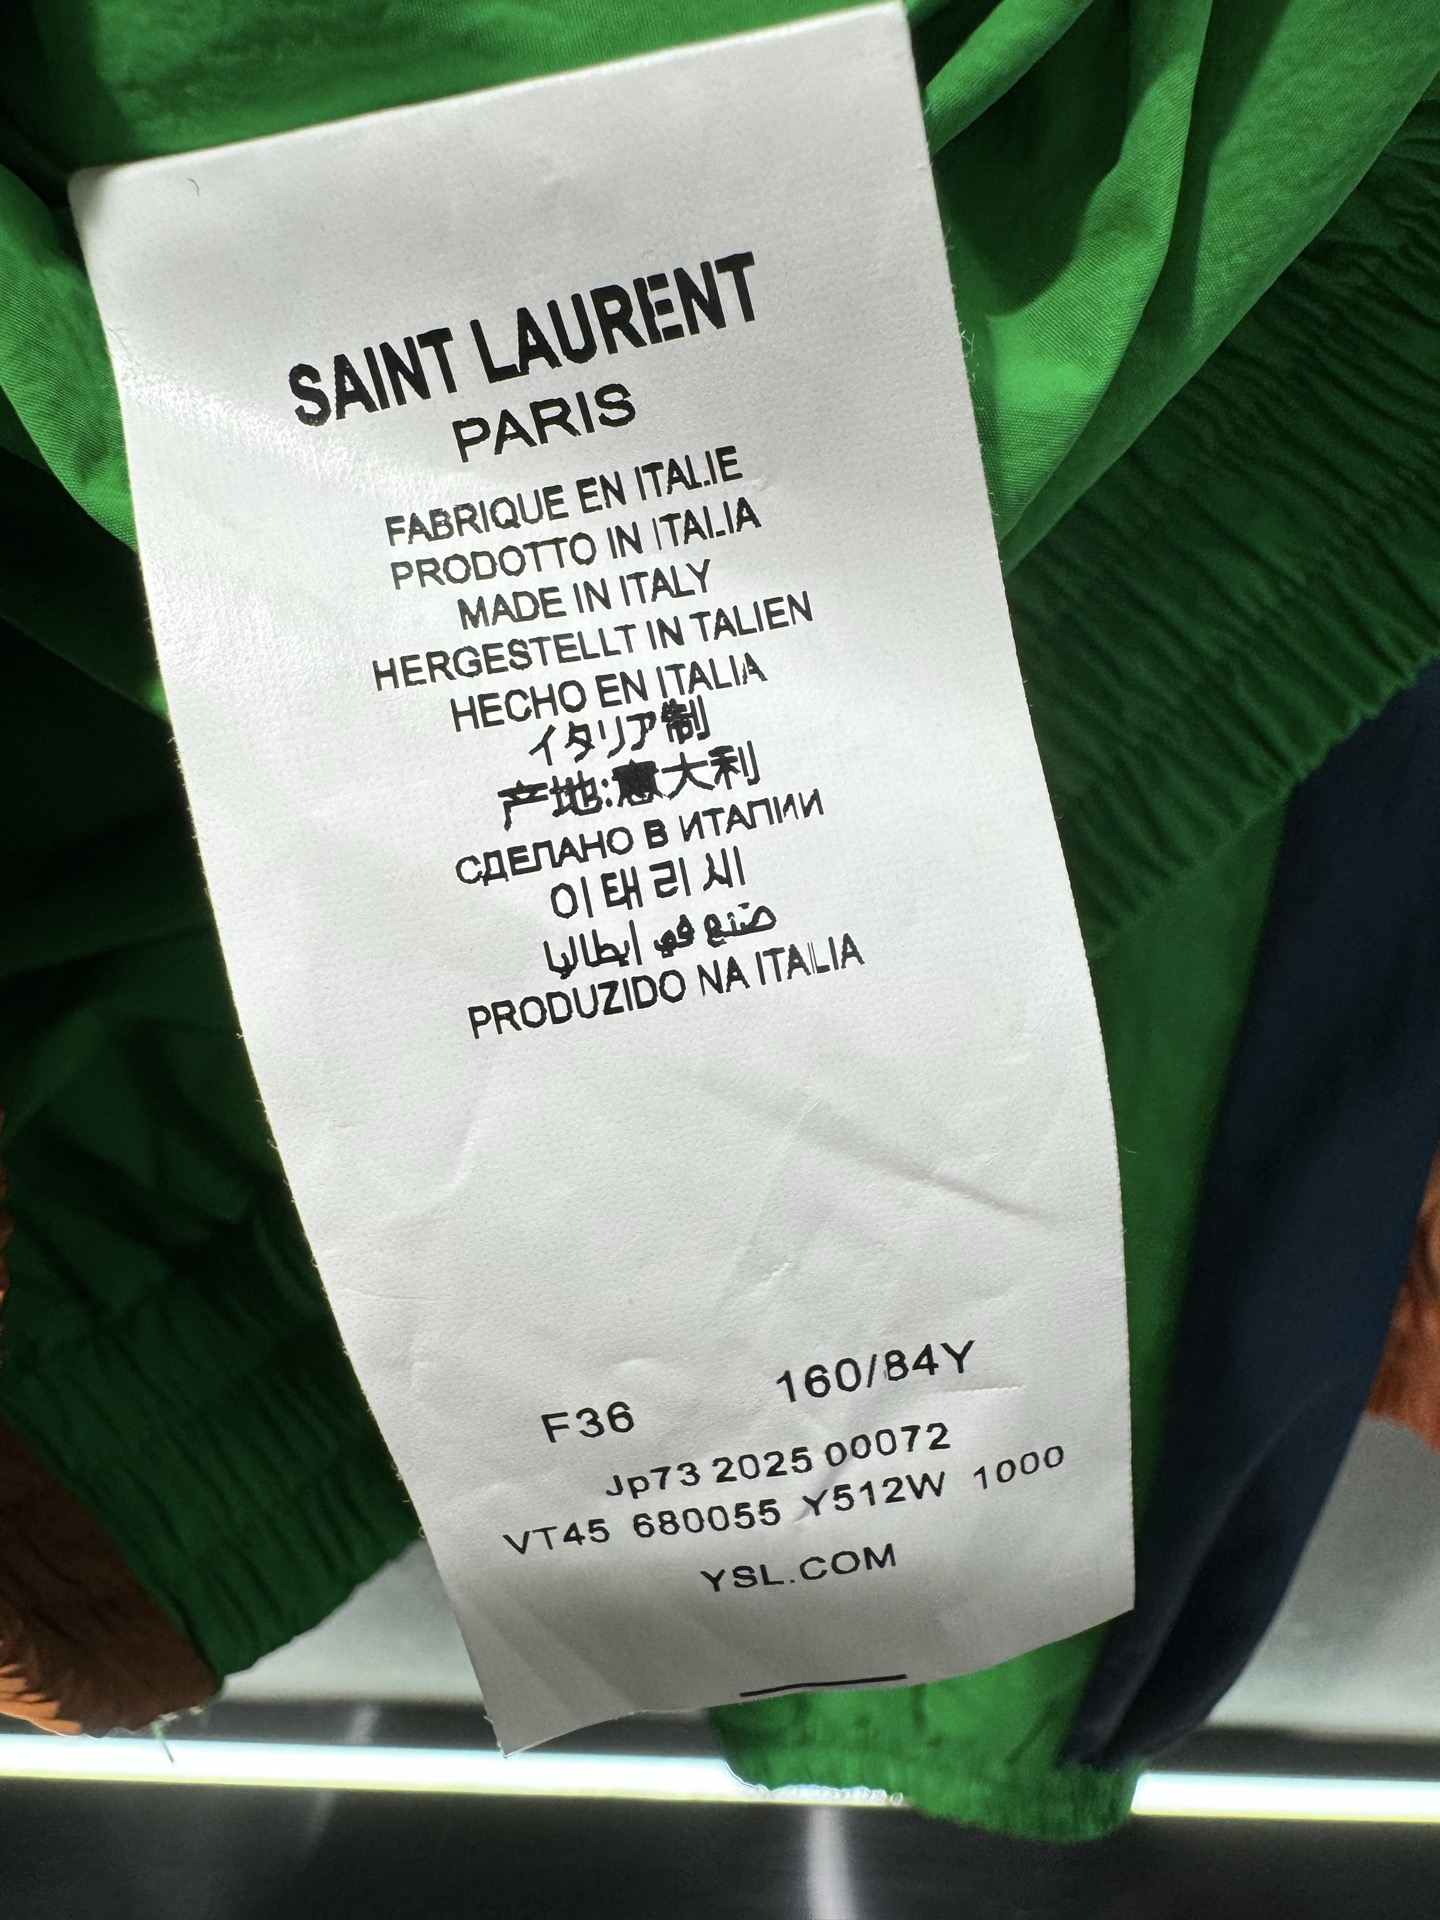 SAINT LAURENT
PARIS
FABRIQUE EN ITALIE
PRODOTTO IN ITALIA
MADE IN ITALY
HERGESTELLT IN TALIEN
HECHO EN ITALIA
イタリア制
产地:意大利
СДЕЛАНО В ИТАПИИ
이태리 시
صنع في ايطاليا
PRODUZIDO NA ITALIA
F36 160/84Y
Jp73 2025 00072
VT45 680055 Y512W 1000
YSL.COM